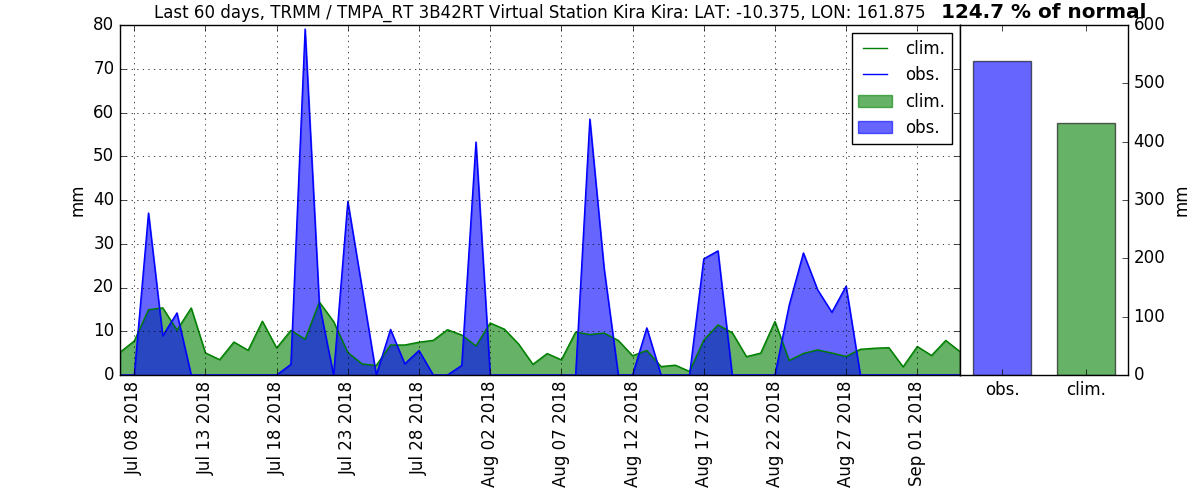 Last 60 days, TRMM / TMPA_RT 3B42RT Virtual Station Kira Kira: LAT: -10.375, LON: 161.875
124.7 % of normal
80
70
60
50
40
30
20
10
0
mm
clim.
obs.
clim.
obs.
Jul 08 2018
Jul 13 2018
Jul 18 2018
Jul 23 2018
Jul 28 2018
Aug 02 2018
Aug 07 2018
Aug 12 2018
Aug 17 2018
Aug 22 2018
Aug 27 2018
Sep 01 2018
600
500
400
300
200
100
0
mm
obs.
clim.